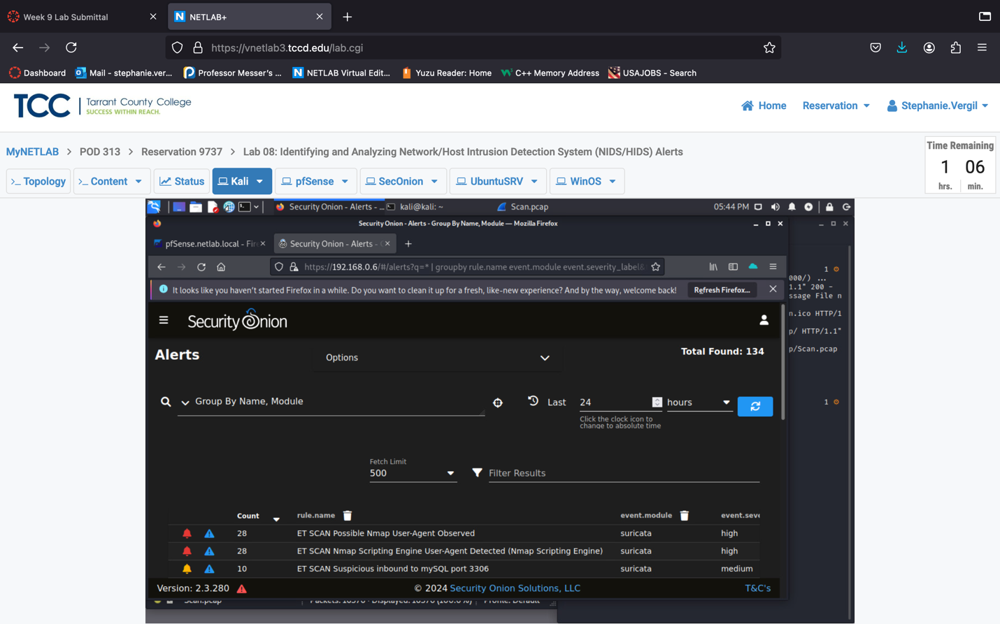 Week 9 Lab Submittal
NETLAB+
https://vnetlab3.tccd.edu/lab.cgi
Dashboard
Mail - stephanie.ver...
Professor Messer's ...
NETLAB Virtual Edit...
Yuzu Reader: Home
C++ Memory Address
USAJOBS - Search
TCC Tarrant County College
SUCCESS WITHIN REACH.
Home
Reservation
Stephanie.Vergil
MyNETLAB > POD 313 > Reservation 9737 > Lab 08: Identifying and Analyzing Network/Host Intrusion Detection System (NIDS/HIDS) Alerts
Time Remaining
1 06
hrs. min.
>_ Topology
>_ Content
Status
Kali
pfSense
SecOnion
UbuntuSRV
WinOS
Security Onion - Alerts - ...
kali@kali: ~
Scan.pcap
05:44 PM
Security Onion - Alerts - Group By Name, Module — Mozilla Firefox
pfSense.netlab.local - Fire
Security Onion - Alerts -
https://192.168.0.6/#/alerts?q=* | groupby rule.name event.module event.severity_label&
It looks like you haven't started Firefox in a while. Do you want to clean it up for a fresh, like-new experience? And by the way, welcome back!
Refresh Firefox...
1
000/) ...
1.1" 200 -
ssage File n
n.ico HTTP/1
p/ HTTP/1.1"
p/Scan.pcap
1
Security Onion
Alerts
Options
Total Found: 134
Group By Name, Module
Last 24 hours
Click the clock icon to
change to absolute time
Fetch Limit
500
Filter Results
Count rule.name event.module event.seve
28 ET SCAN Possible Nmap User-Agent Observed suricata high
28 ET SCAN Nmap Scripting Engine User-Agent Detected (Nmap Scripting Engine) suricata high
10 ET SCAN Suspicious inbound to mySQL port 3306 suricata medium
Version: 2.3.280
© 2024 Security Onion Solutions, LLC
T&C's
Scan.pcap
Profile: Default